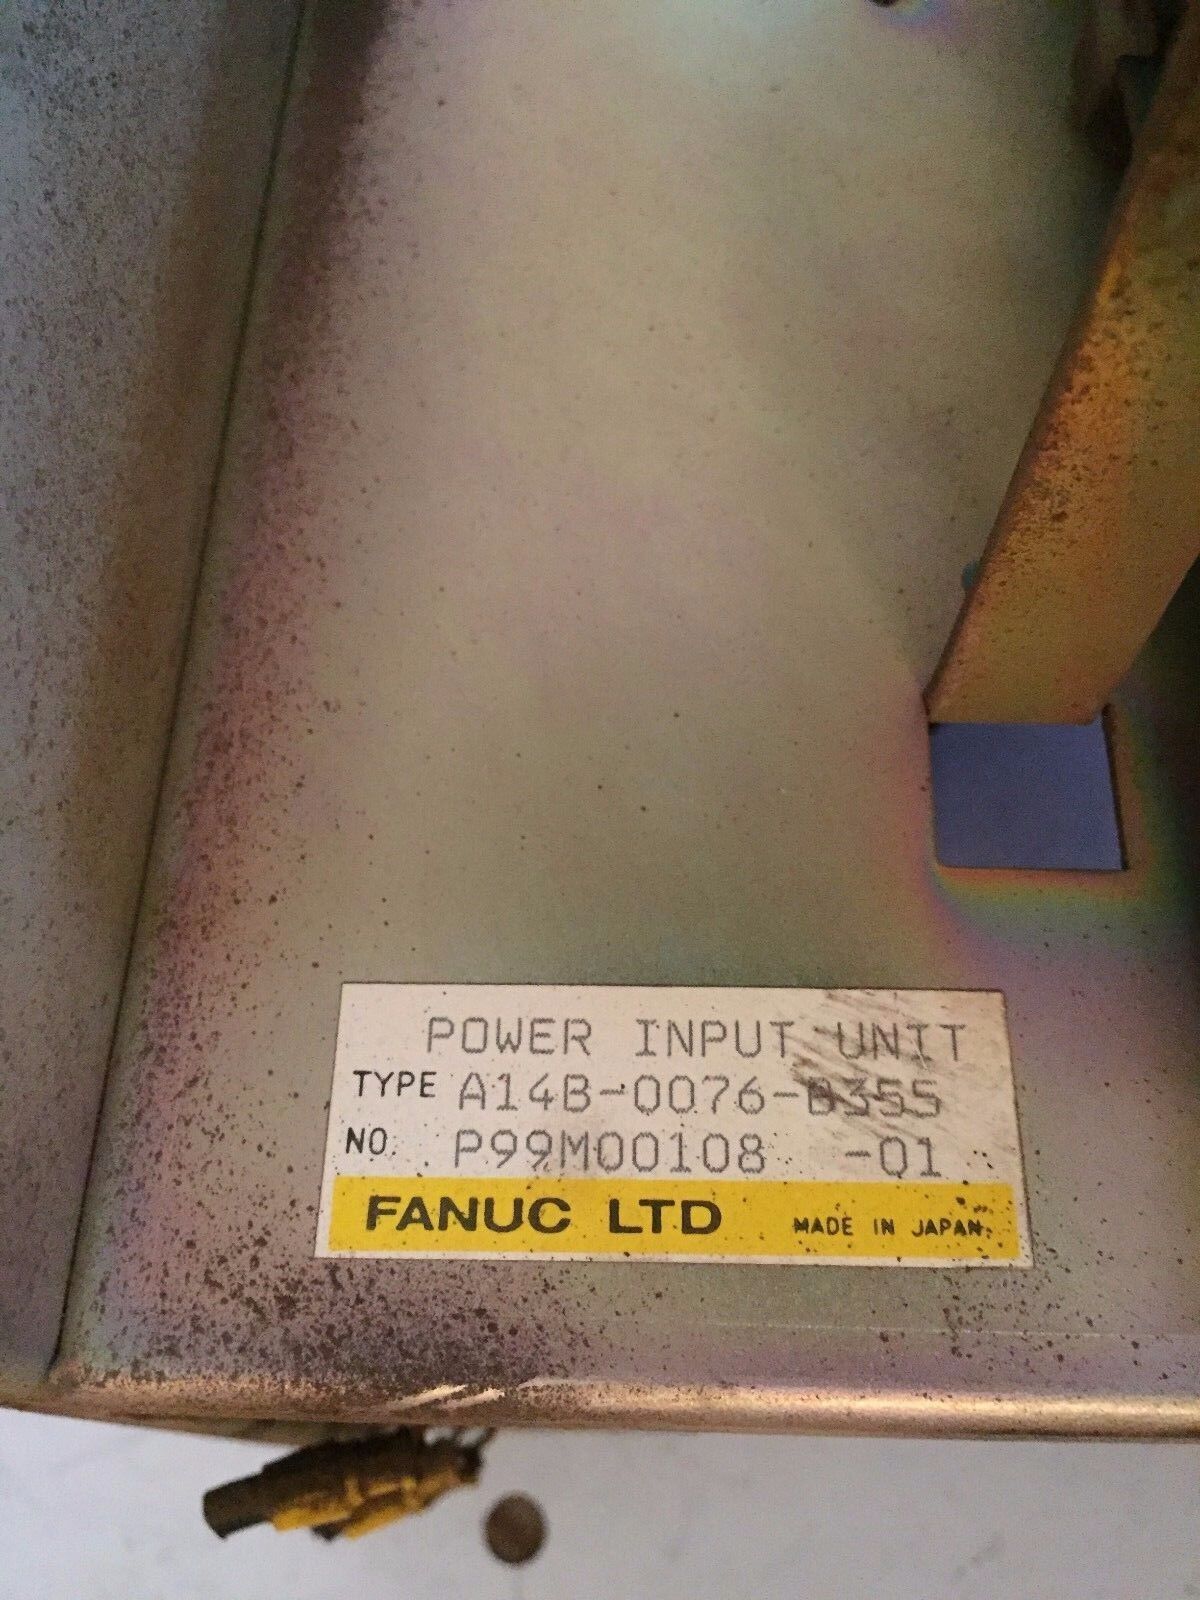 POWER INPUT UNIT
TYPE A14B-0076-B355
NO. P99M00108 -01
FANUC LTD MADE IN JAPAN.